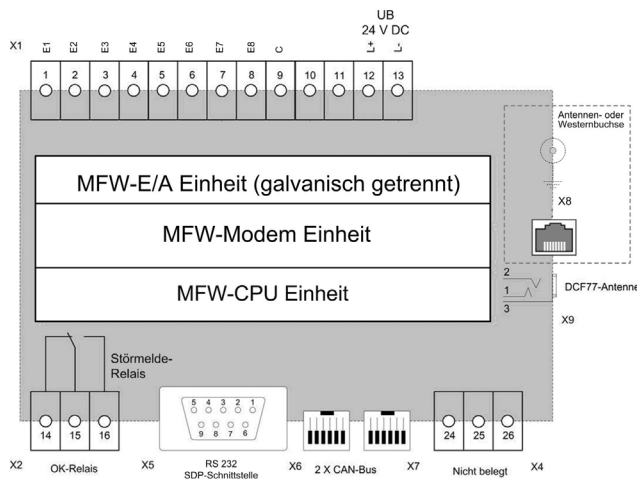 UB
24 V DC
X1 E1 E2 E3 E4 E5 E6 E7 E8 C L+ L-
1 2 3 4 5 6 7 8 9 10 11 12 13
Antennen- oder
Westernbuchse
MFW-E/A Einheit (galvanisch getrennt)
X8
MFW-Modem Einheit
2
1
3
DCF77-Antenne
MFW-CPU Einheit
X9
Störmelde-
Relais
5 4 3 2 1
9 8 7 6
14 15 16
24 25 26
X2 OK-Relais X5 RS 232 X6 2 X CAN-Bus X7 Nicht belegt X4
SDP-Schnittstelle